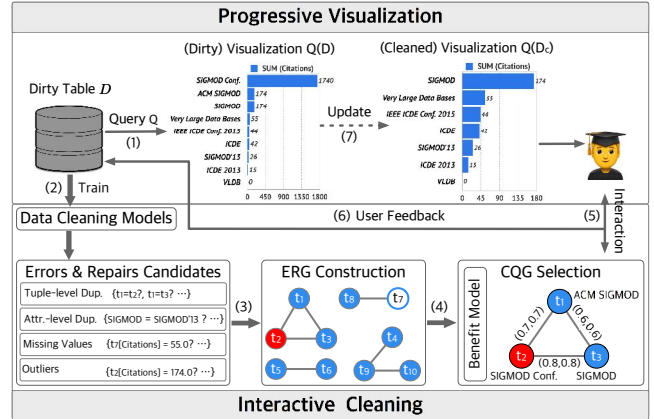 Progressive Visualization
(Dirty) Visualization Q(D)
(Cleaned) Visualization Q(Dc)
Dirty Table D
Query Q
(1)
SUM (Citations)
SIGMOD Conf.
1740
ACM SIGMOD
174
SIGMOD
174
Very Large Data Bases
55
IEEE ICDE Conf. 2015
44
ICDE
42
SIGMOD'13
26
ICDE 2013
15
VLDB
0
0 450 900 1350 1800
Update
(7)
SUM (Citations)
SIGMOD
174
Very Large Data Bases
55
IEEE ICDE Conf. 2015
44
ICDE
42
SIGMOD'13
26
ICDE 2013
15
VLDB
0
0 45 90 135 180
(2) Train
(6) User Feedback
(5)
Interaction
Data Cleaning Models
Errors & Repairs Candidates
Tuple-level Dup. {t1=t2?, t1=t3? ⋯}
Attr.-level Dup. {SIGMOD = SIGMOD'13 ? ⋯}
Missing Values {t7[Citations] = 55.0? ⋯}
Outliers {t2[Citations] = 174.0? ⋯}
(3)
ERG Construction
t1
t8
t7
t2
t3
t4
t5
t6
t9
t10
(4)
CQG Selection
Benefit Model
t1
ACM SIGMOD
(0.7,0.7)
(0.6,0.6)
t2
(0.8,0.8)
t3
SIGMOD Conf.
SIGMOD
Interactive Cleaning